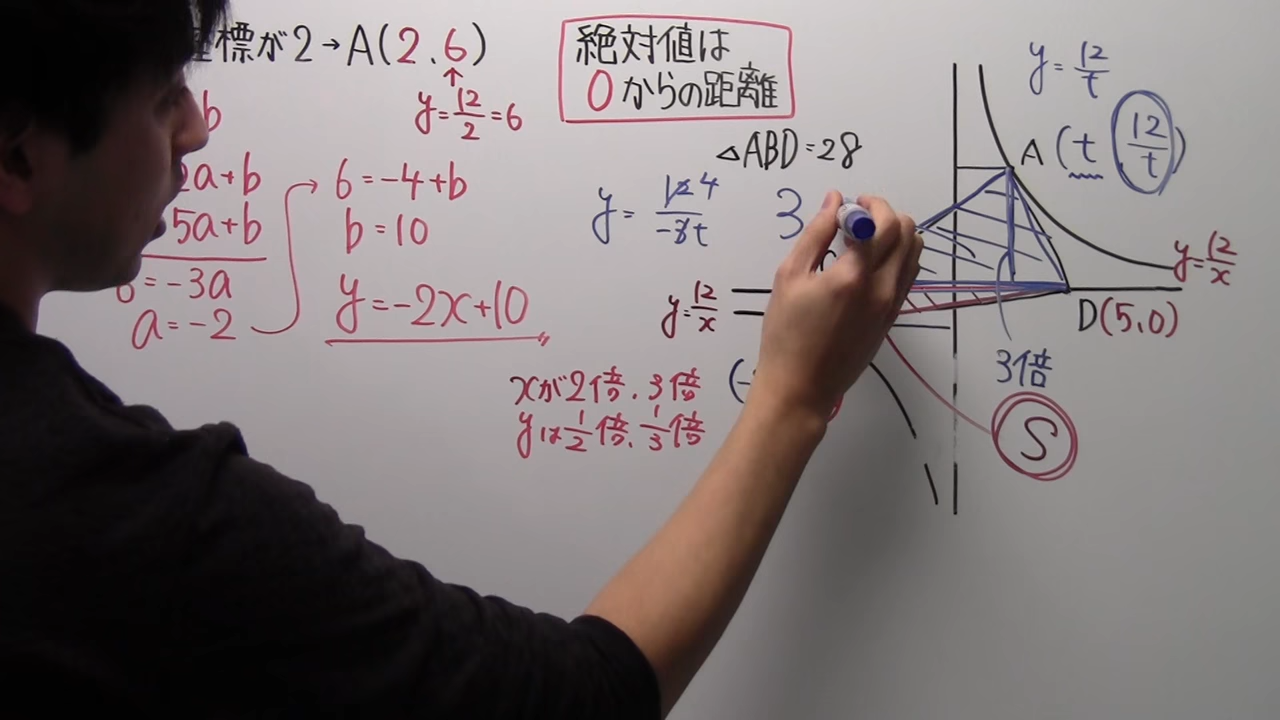 標が2→A(2,6)
↑
y=12/2=6
b
2a+b
5a+b
=-3a
a=-2
6=-4+b
b=10
y=-2x+10
絶対値は
0からの距離
△ABD=28
y=12/-3t
4
3
y=12/x
xが2倍、3倍
yは1/2倍、1/3倍
y=12/t
A(t 12/t)
y=12/x
D(5,0)
3倍
S